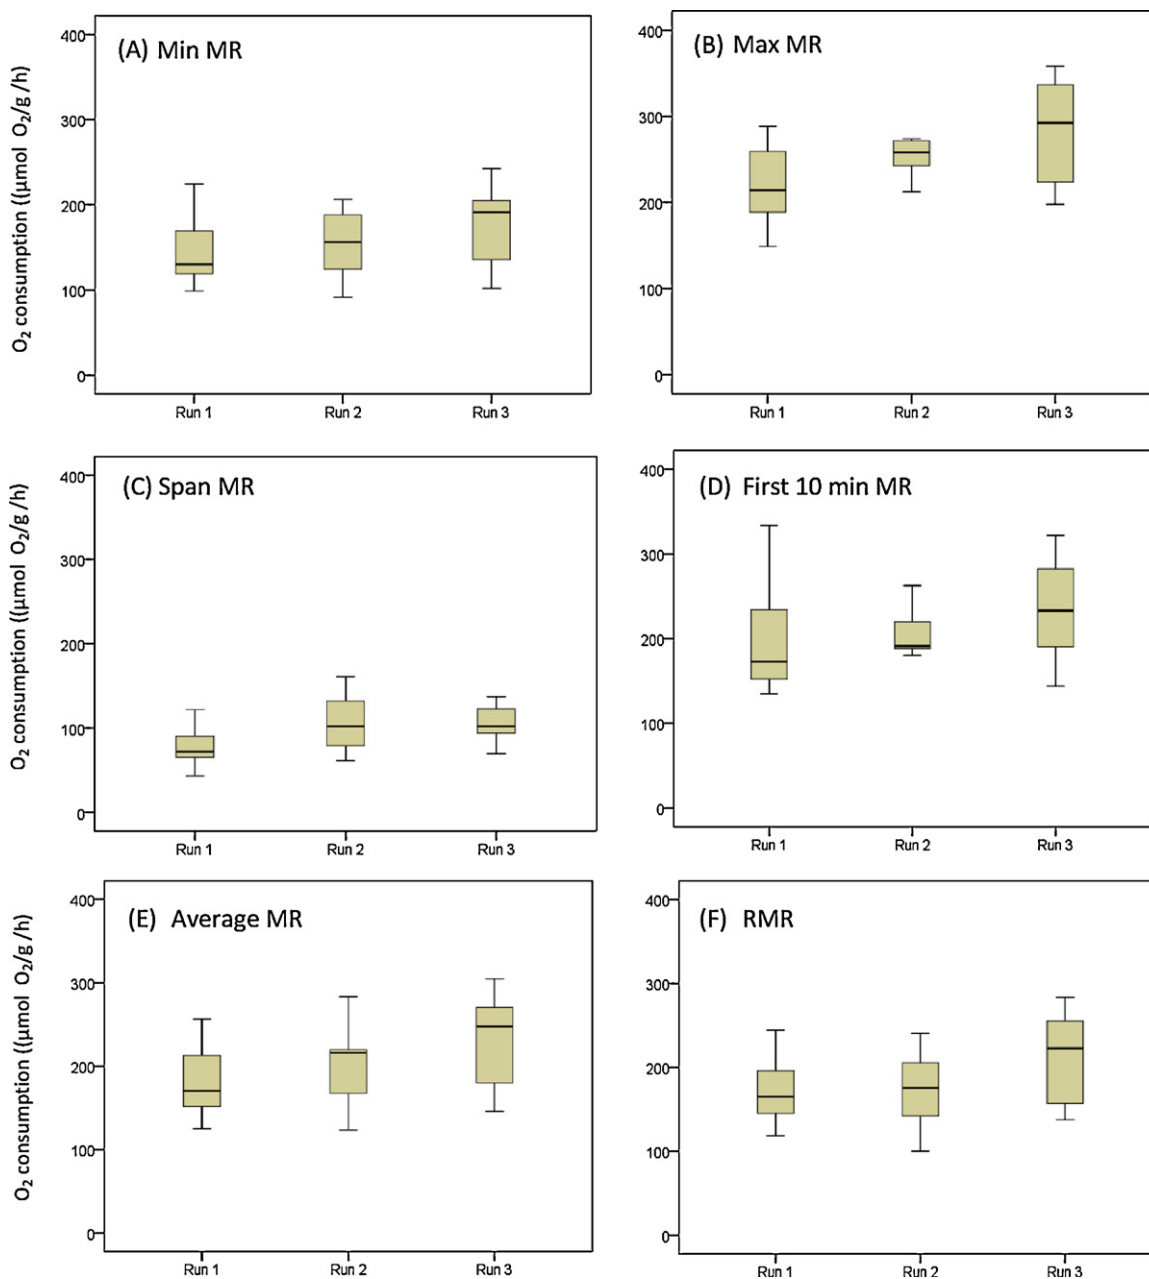 (A) Min MR
O₂ consumption ((µmol O₂/g /h)
400
300
200
100
0
Run 1 Run 2 Run 3
(B) Max MR
400
300
200
100
0
Run 1 Run 2 Run 3
(C) Span MR
O₂ consumption ((µmol O₂/g /h)
400
300
200
100
0
Run 1 Run 2 Run 3
(D) First 10 min MR
400
300
200
100
0
Run 1 Run 2 Run 3
(E) Average MR
O₂ consumption ((µmol O₂/g /h)
400
300
200
100
0
Run 1 Run 2 Run 3
(F) RMR
400
300
200
100
0
Run 1 Run 2 Run 3